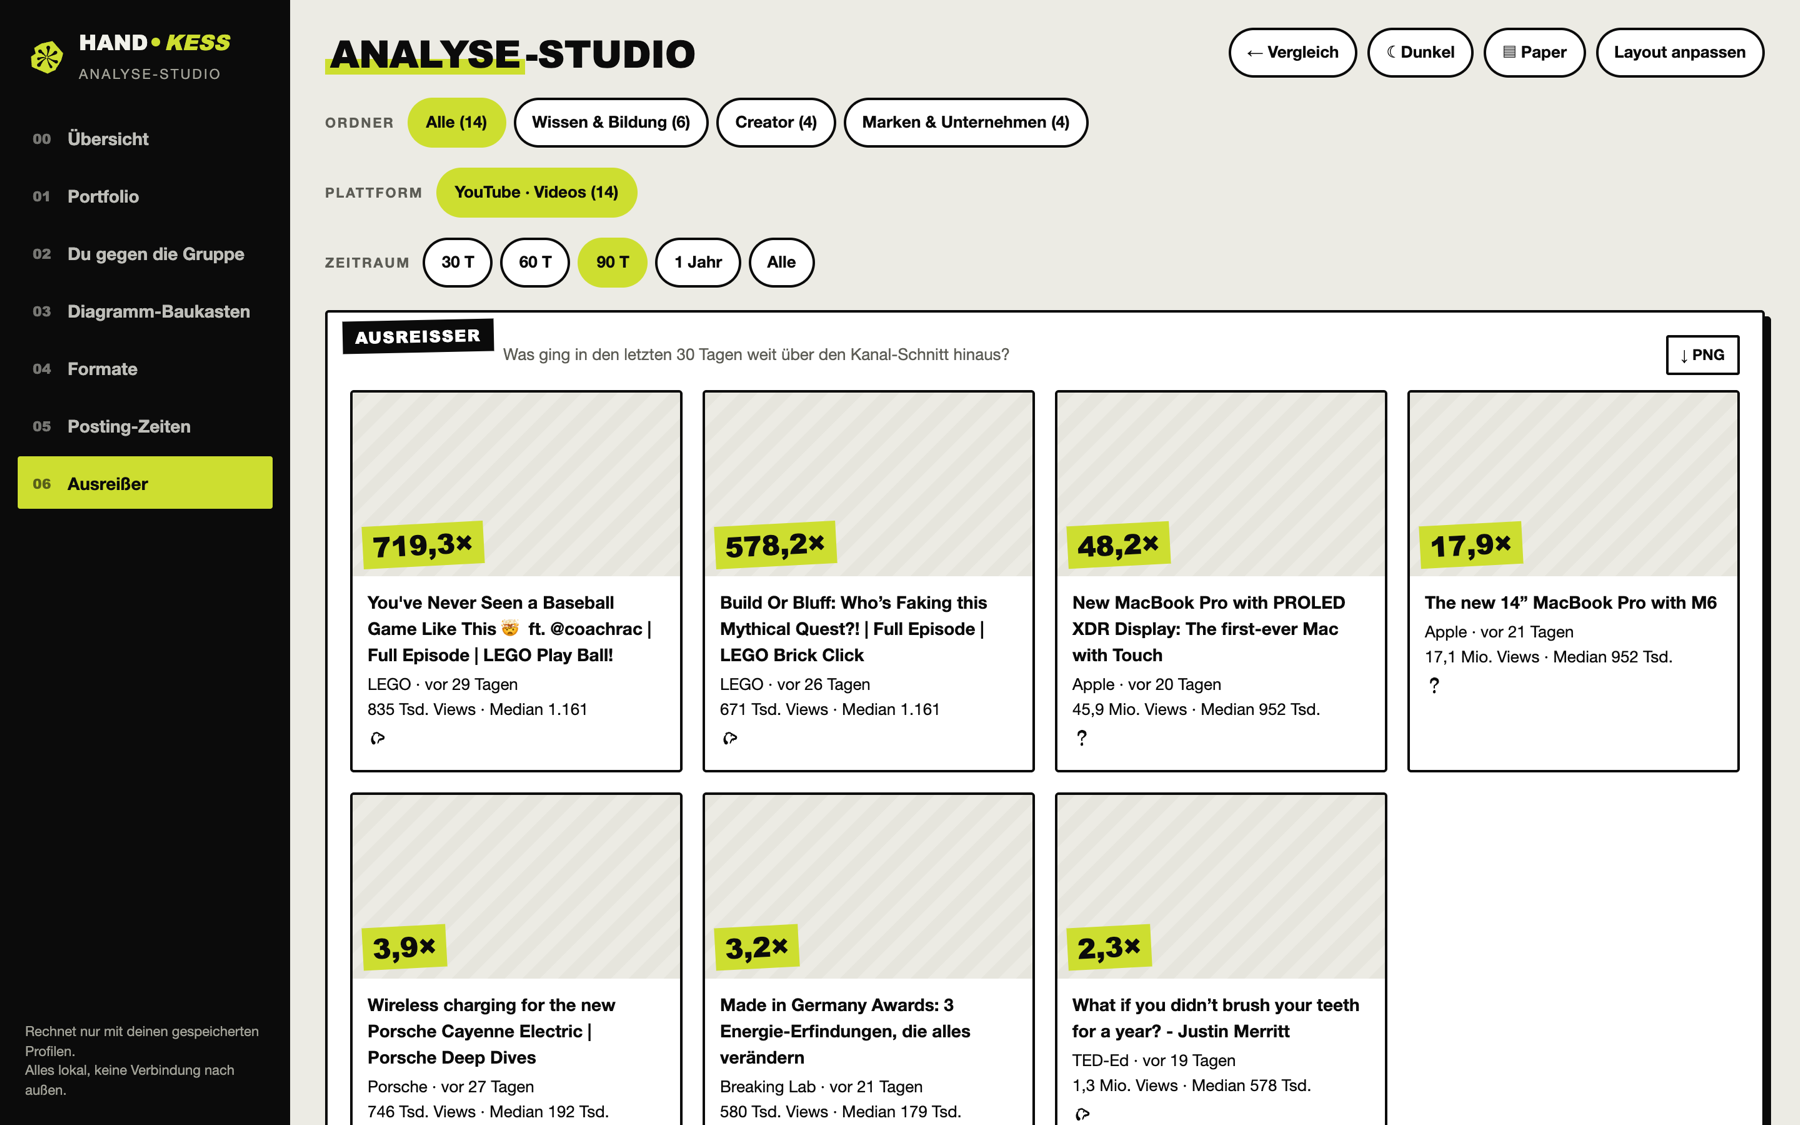 HAND•KESS
ANALYSE-STUDIO
00 Übersicht
01 Portfolio
02 Du gegen die Gruppe
03 Diagramm-Baukasten
04 Formate
05 Posting-Zeiten
06 Ausreißer
Rechnet nur mit deinen gespeicherten
Profilen.
Alles lokal, keine Verbindung nach
außen.
ANALYSE-STUDIO
← Vergleich
☾ Dunkel
▤ Paper
Layout anpassen
ORDNER
Alle (14)
Wissen & Bildung (6)
Creator (4)
Marken & Unternehmen (4)
PLATTFORM
YouTube · Videos (14)
ZEITRAUM
30 T
60 T
90 T
1 Jahr
Alle
AUSREISSER
Was ging in den letzten 30 Tagen weit über den Kanal-Schnitt hinaus?
↓ PNG
719,3×
You've Never Seen a Baseball
Game Like This 🤯 ft. @coachrac |
Full Episode | LEGO Play Ball!
LEGO · vor 29 Tagen
835 Tsd. Views · Median 1.161
578,2×
Build Or Bluff: Who’s Faking this
Mythical Quest?! | Full Episode |
LEGO Brick Click
LEGO · vor 26 Tagen
671 Tsd. Views · Median 1.161
48,2×
New MacBook Pro with PROLED
XDR Display: The first-ever Mac
with Touch
Apple · vor 20 Tagen
45,9 Mio. Views · Median 952 Tsd.
?
17,9×
The new 14” MacBook Pro with M6
Apple · vor 21 Tagen
17,1 Mio. Views · Median 952 Tsd.
?
3,9×
Wireless charging for the new
Porsche Cayenne Electric |
Porsche Deep Dives
Porsche · vor 27 Tagen
746 Tsd. Views · Median 192 Tsd.
3,2×
Made in Germany Awards: 3
Energie-Erfindungen, die alles
verändern
Breaking Lab · vor 21 Tagen
580 Tsd. Views · Median 179 Tsd.
2,3×
What if you didn’t brush your teeth
for a year? - Justin Merritt
TED-Ed · vor 19 Tagen
1,3 Mio. Views · Median 578 Tsd.